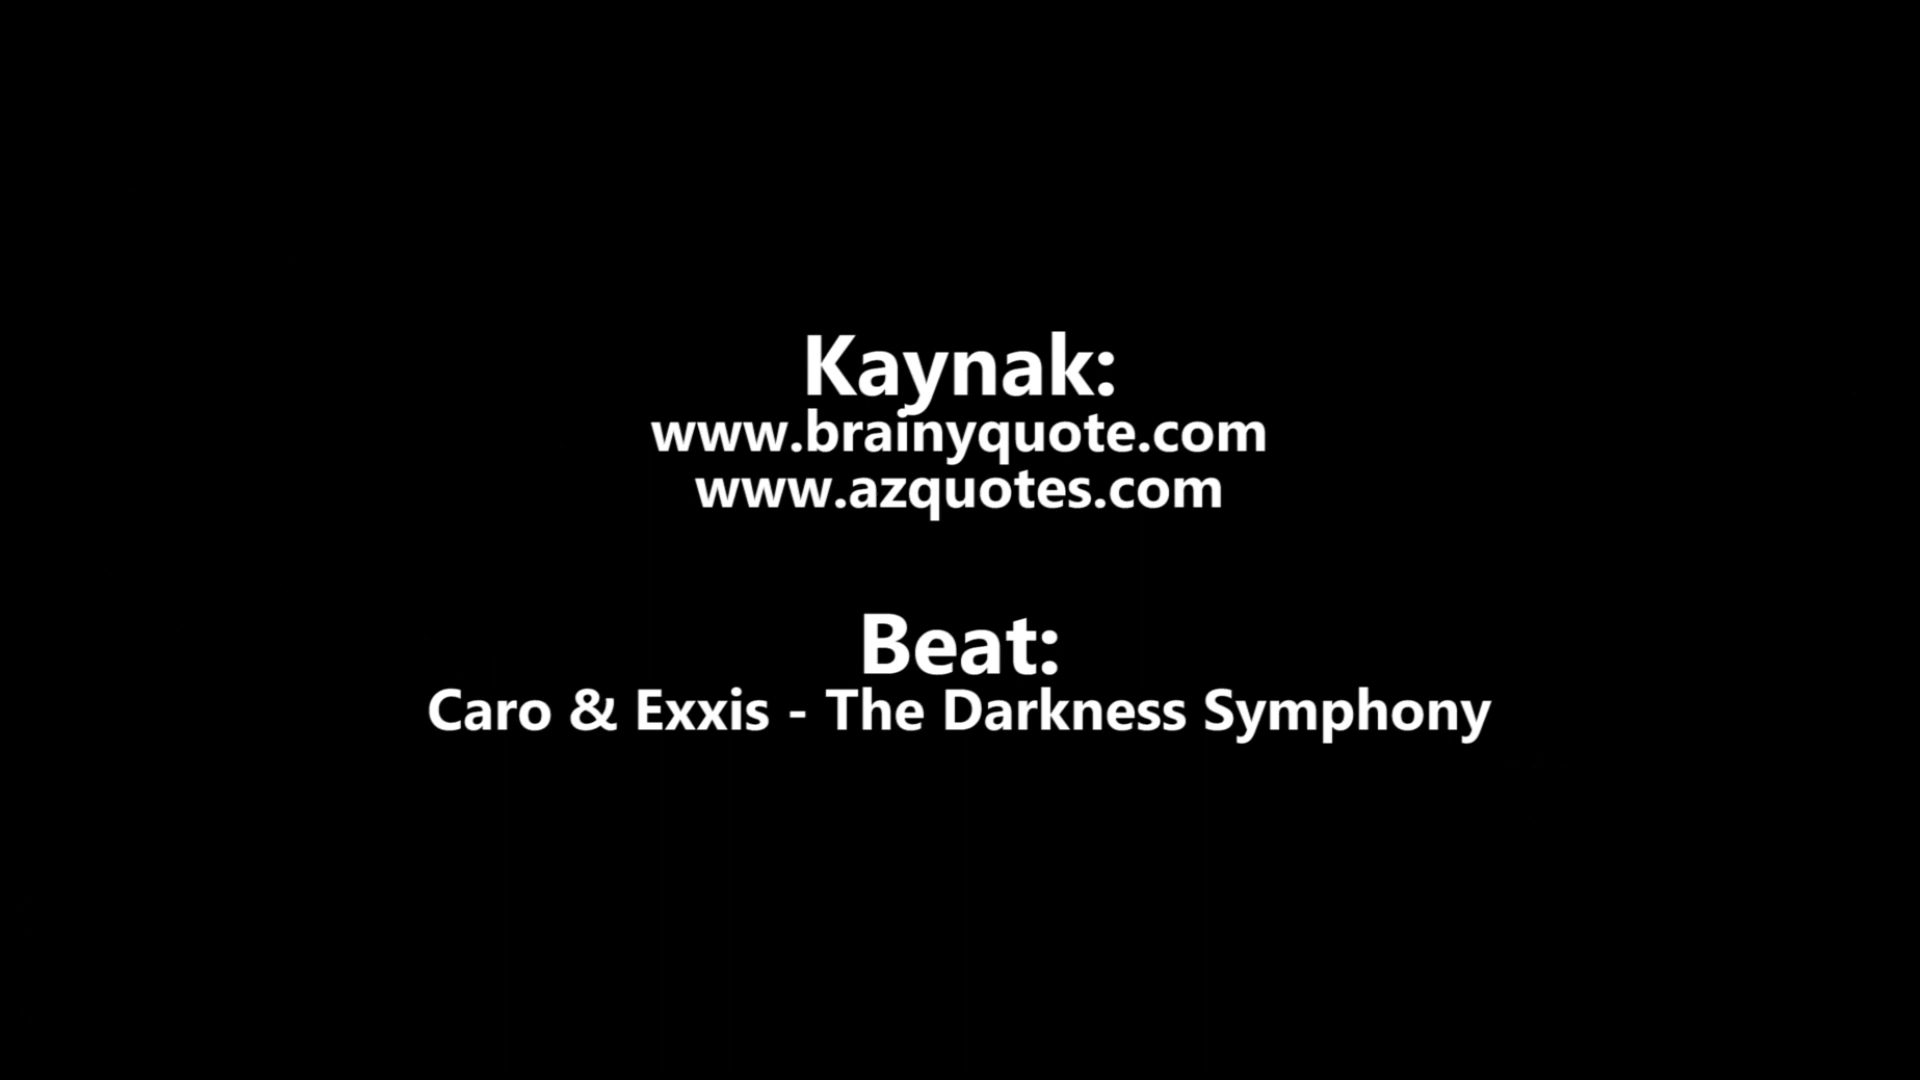 Kaynak:
www.brainyquote.com
www.azquotes.com
Beat:
Caro & Exxis - The Darkness Symphony